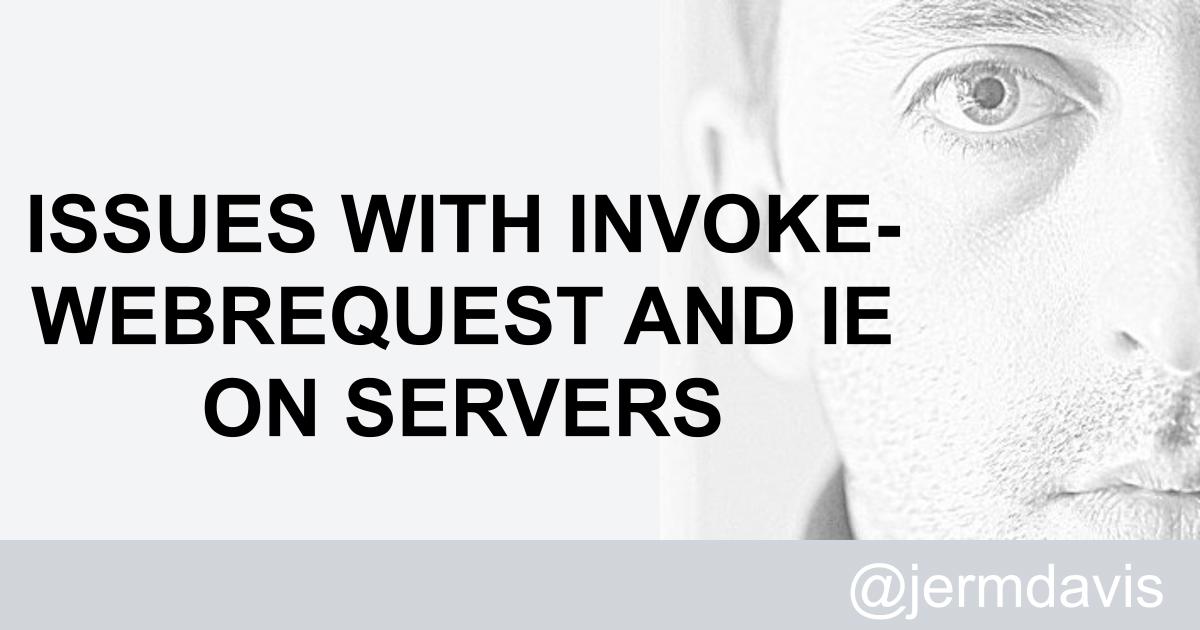 ISSUES WITH INVOKE-
WEBREQUEST AND IE
ON SERVERS
@jermdavis